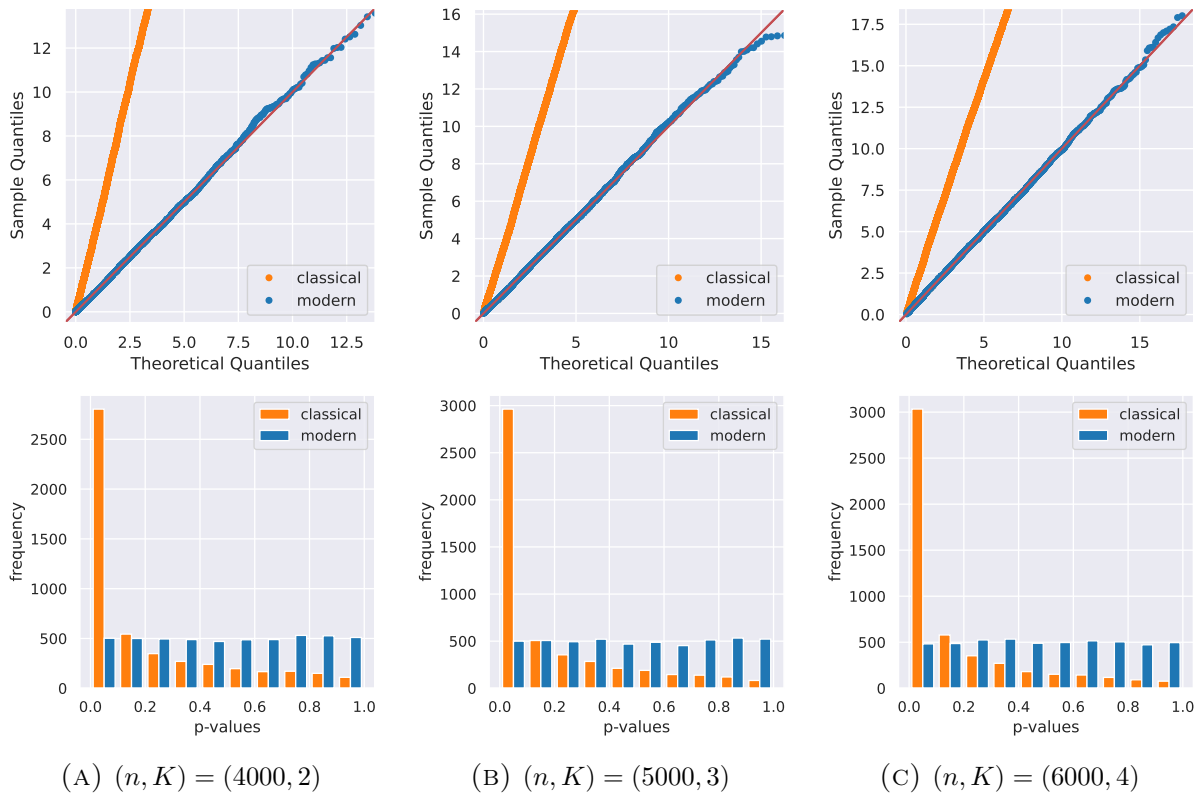 Sample Quantiles
12
10
8
6
4
2
0
classical
modern
0.0 2.5 5.0 7.5 10.0 12.5
Theoretical Quantiles
Sample Quantiles
16
14
12
10
8
6
4
2
0
classical
modern
0 5 10 15
Theoretical Quantiles
Sample Quantiles
17.5
15.0
12.5
10.0
7.5
5.0
2.5
0.0
classical
modern
0 5 10 15
Theoretical Quantiles
frequency
2500
2000
1500
1000
500
0
classical
modern
0.0 0.2 0.4 0.6 0.8 1.0
p-values
frequency
3000
2500
2000
1500
1000
500
0
classical
modern
0.0 0.2 0.4 0.6 0.8 1.0
p-values
frequency
3000
2500
2000
1500
1000
500
0
classical
modern
0.0 0.2 0.4 0.6 0.8 1.0
p-values
(A) (n, K) = (4000, 2)
(B) (n, K) = (5000, 3)
(C) (n, K) = (6000, 4)